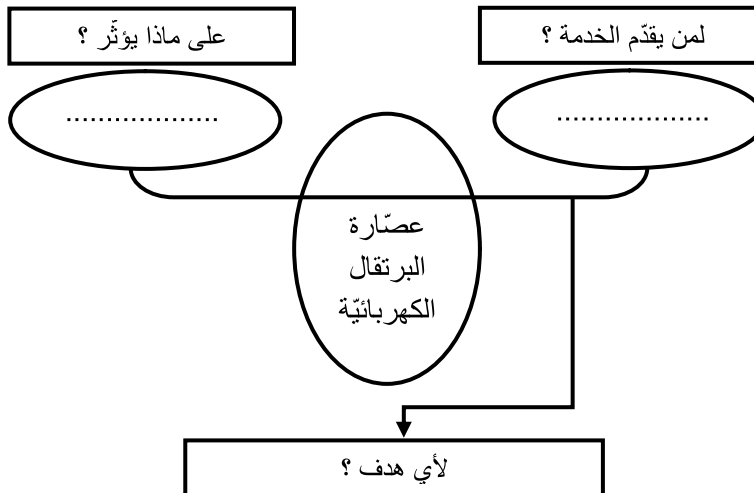 لمن يقدّم الخدمة ؟
على ماذا يؤثّر ؟
....................
...................
عصّارة
البرتقال
الكهربائيّة
لأي هدف ؟